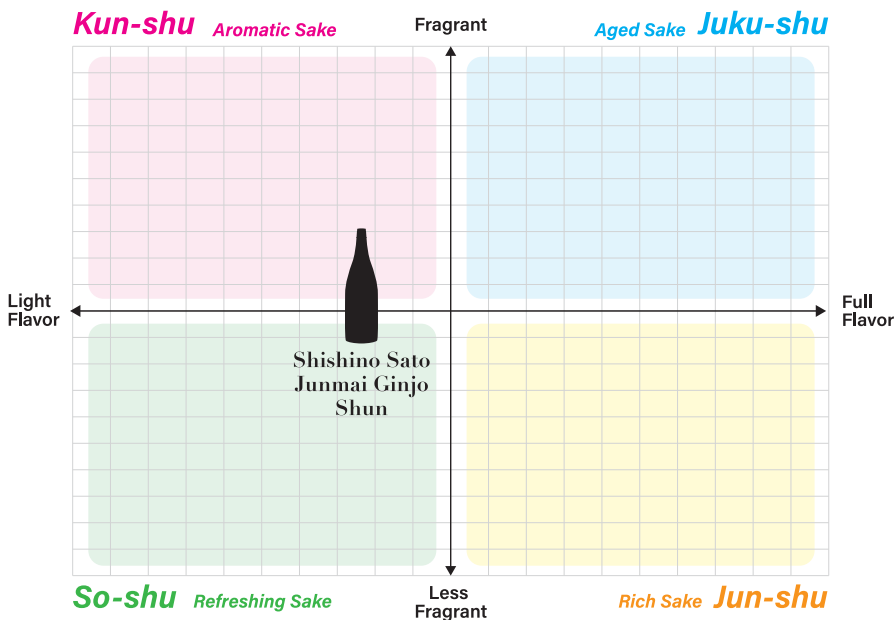 Kun-shu Aromatic Sake
Fragrant
Aged Sake Juku-shu
Light
Flavor
Full
Flavor
Shishino Sato
Junmai Ginjo
Shun
So-shu Refreshing Sake
Less
Fragrant
Rich Sake Jun-shu